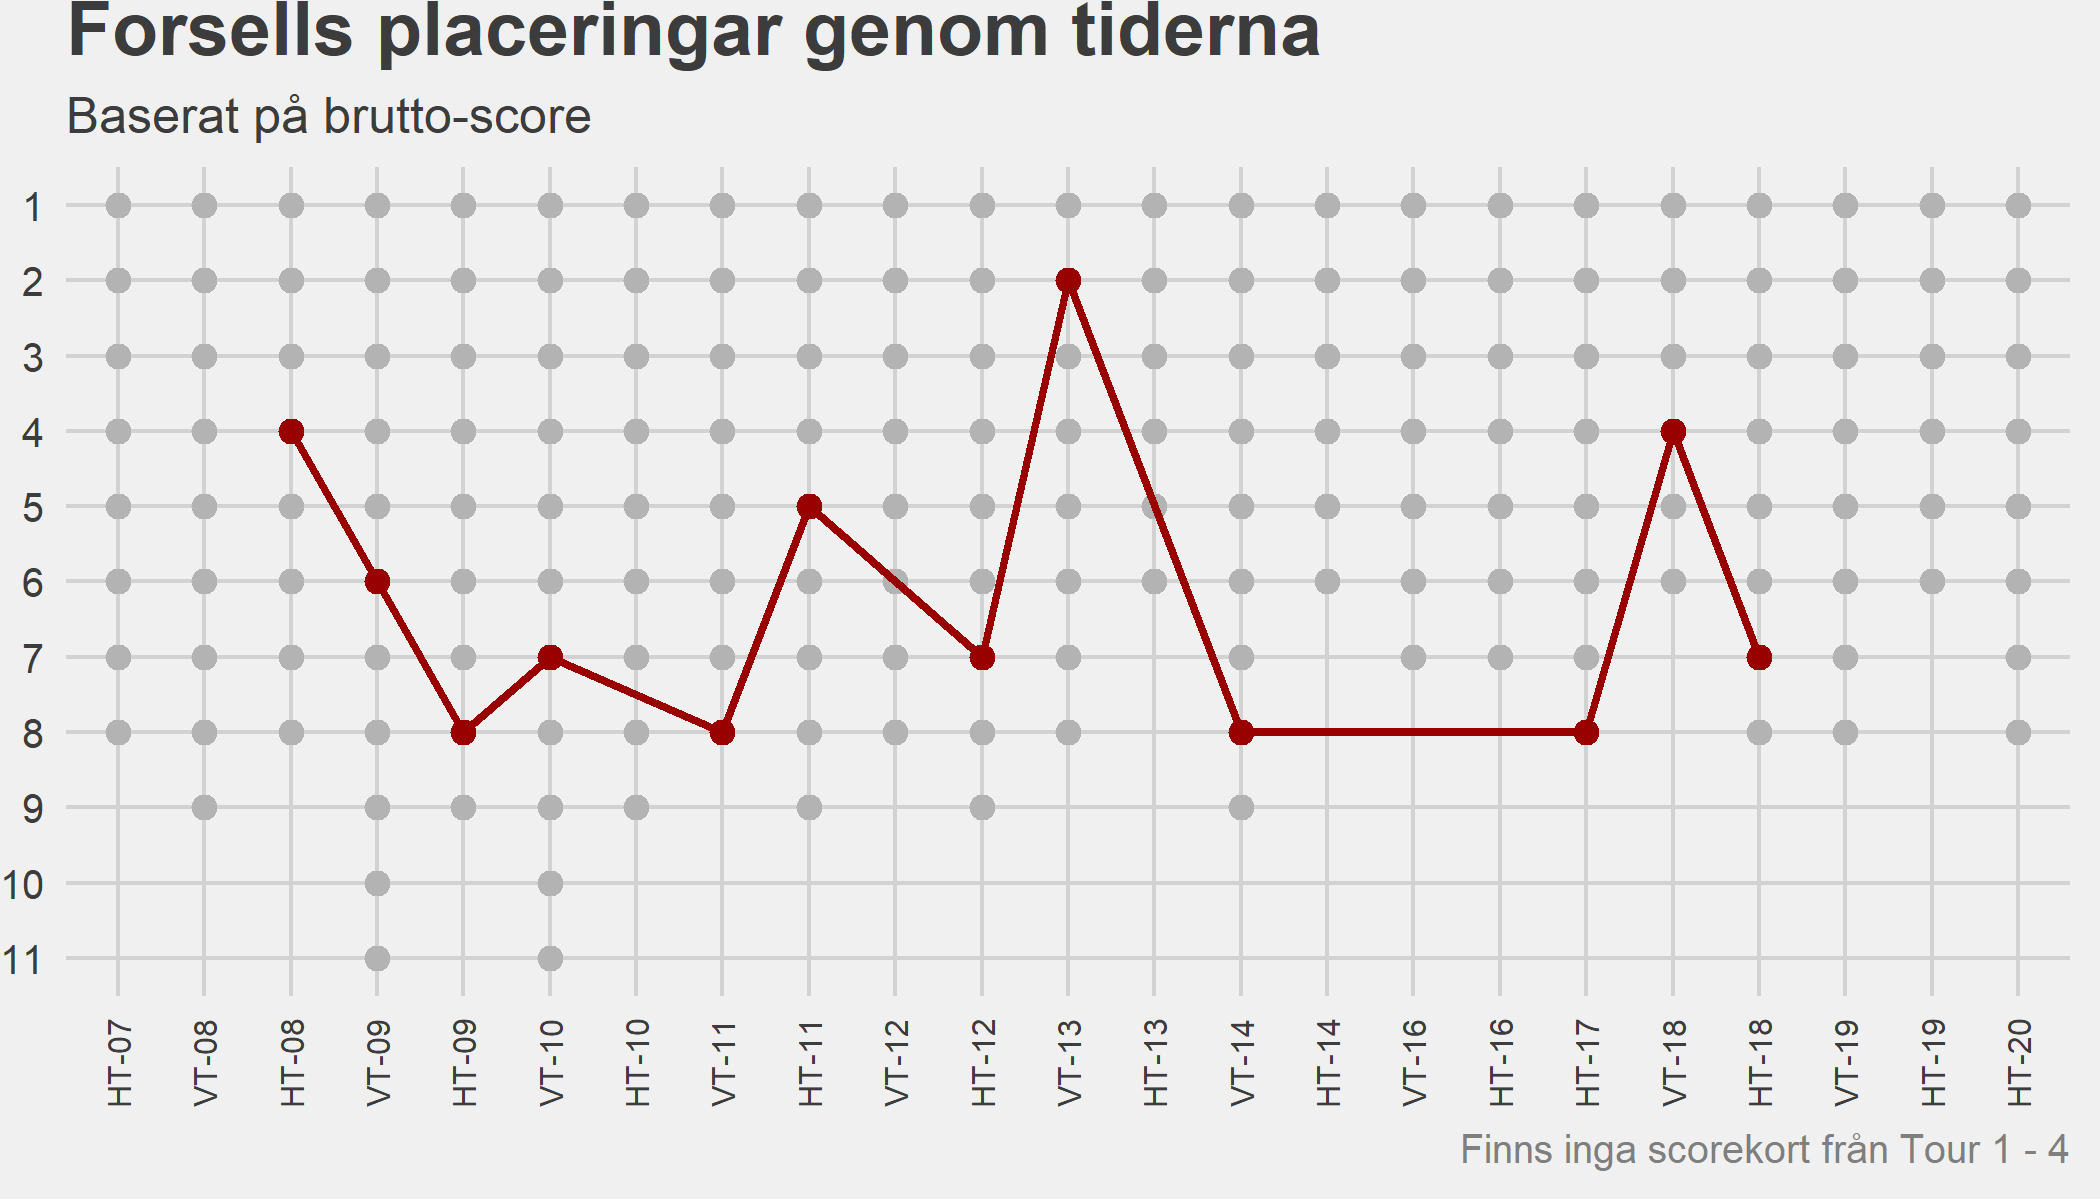 Forsells placeringar genom tiderna
Baserat på brutto-score
1
2
3
4
5
6
7
8
9
10
11
HT-07
VT-08
HT-08
VT-09
HT-09
VT-10
HT-10
VT-11
HT-11
VT-12
HT-12
VT-13
HT-13
VT-14
HT-14
VT-16
HT-16
HT-17
VT-18
HT-18
VT-19
HT-19
HT-20
Finns inga scorekort från Tour 1 - 4